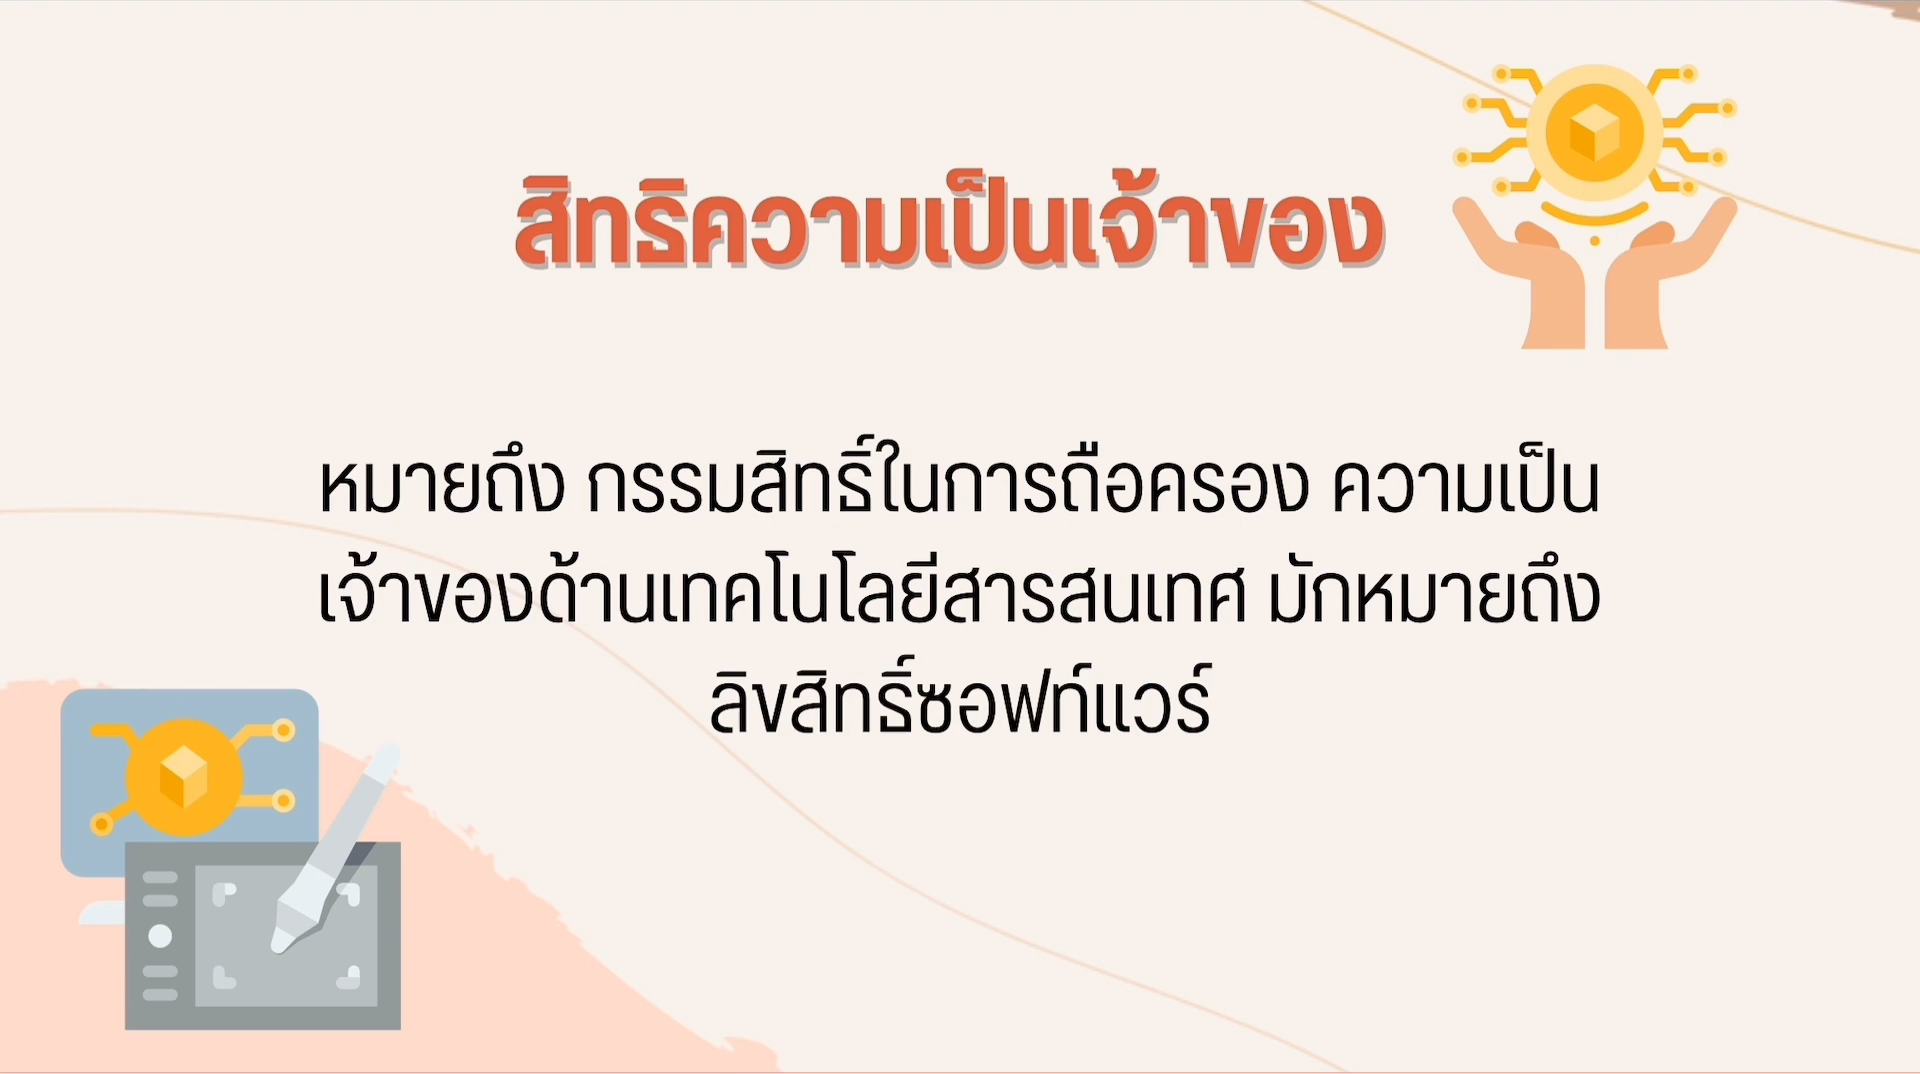 สิทธิความเป็นเจ้าของ
หมายถึง กรรมสิทธิ์ในการถือครอง ความเป็น
เจ้าของด้านเทคโนโลยีสารสนเทศ มักหมายถึง
ลิขสิทธิ์ซอฟท์แวร์